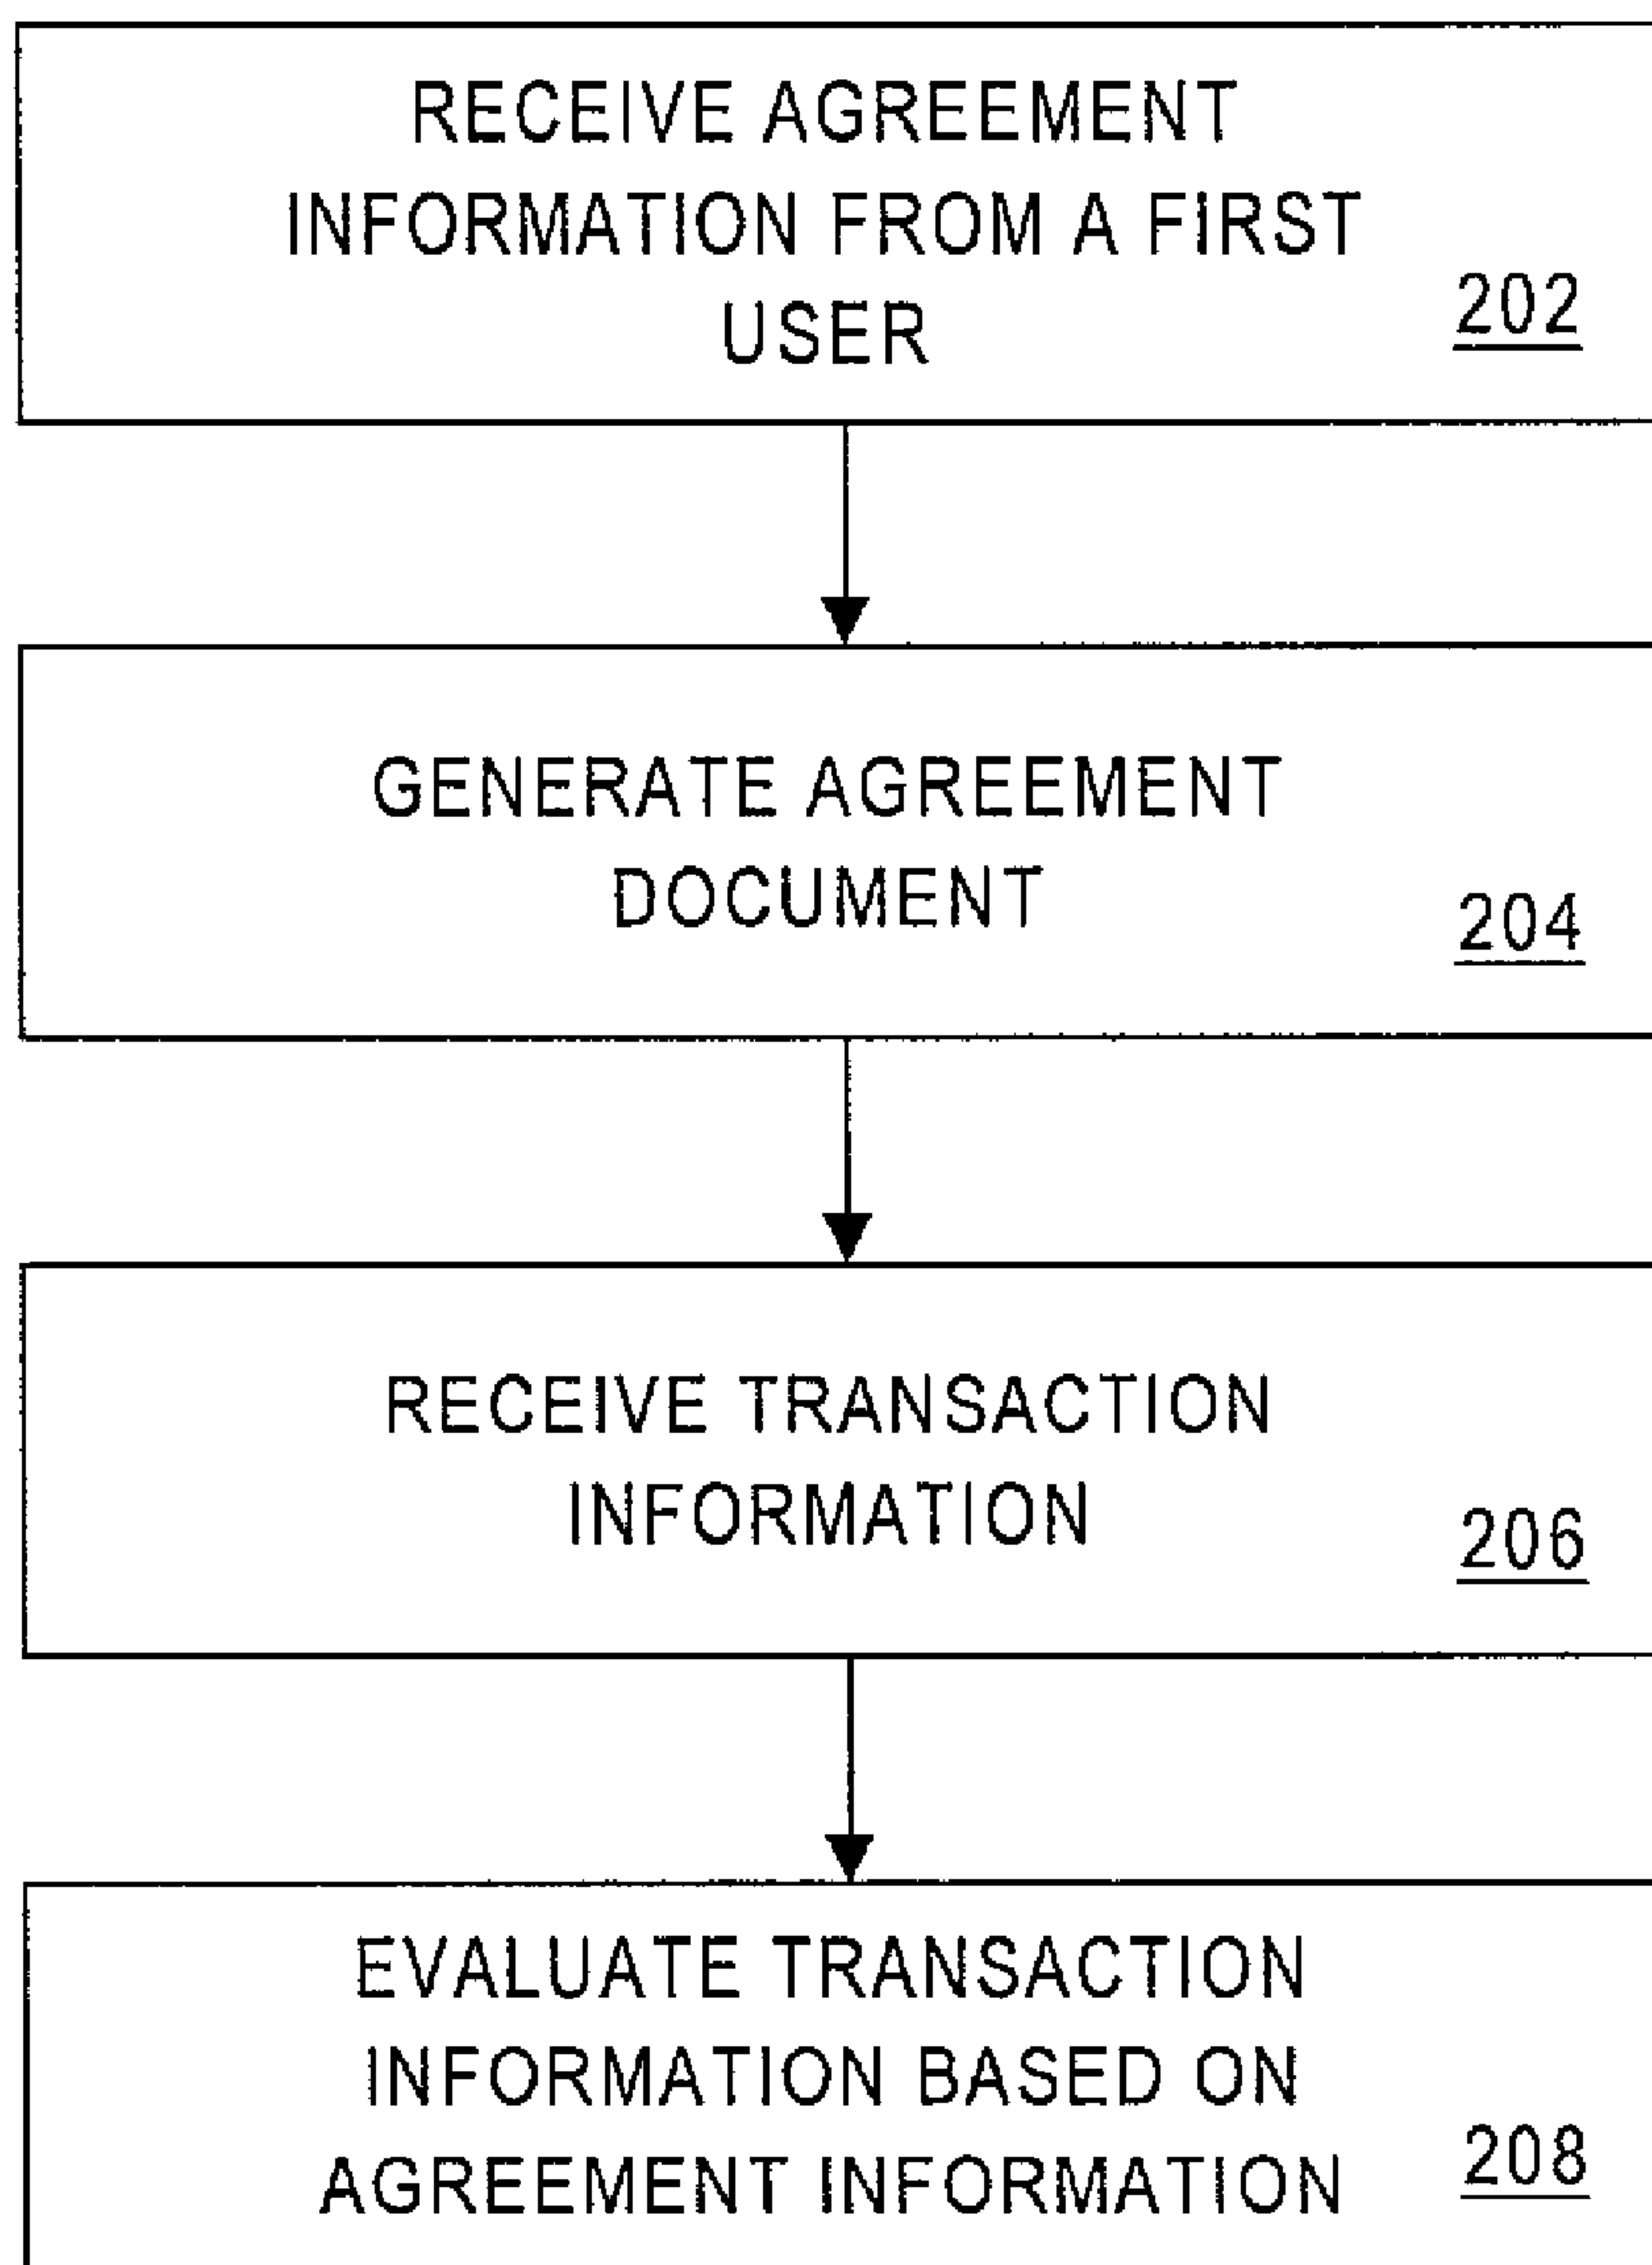 RECEIVE AGREEMENT
INFORMATION FROM A FIRST
USER
202
GENERATE AGREEMENT
DOCUMENT
204
RECEIVE TRANSACTION
INFORMATION
206
EVALUATE TRANSACTION
INFORMATION BASED ON
AGREEMENT INFORMATION
208